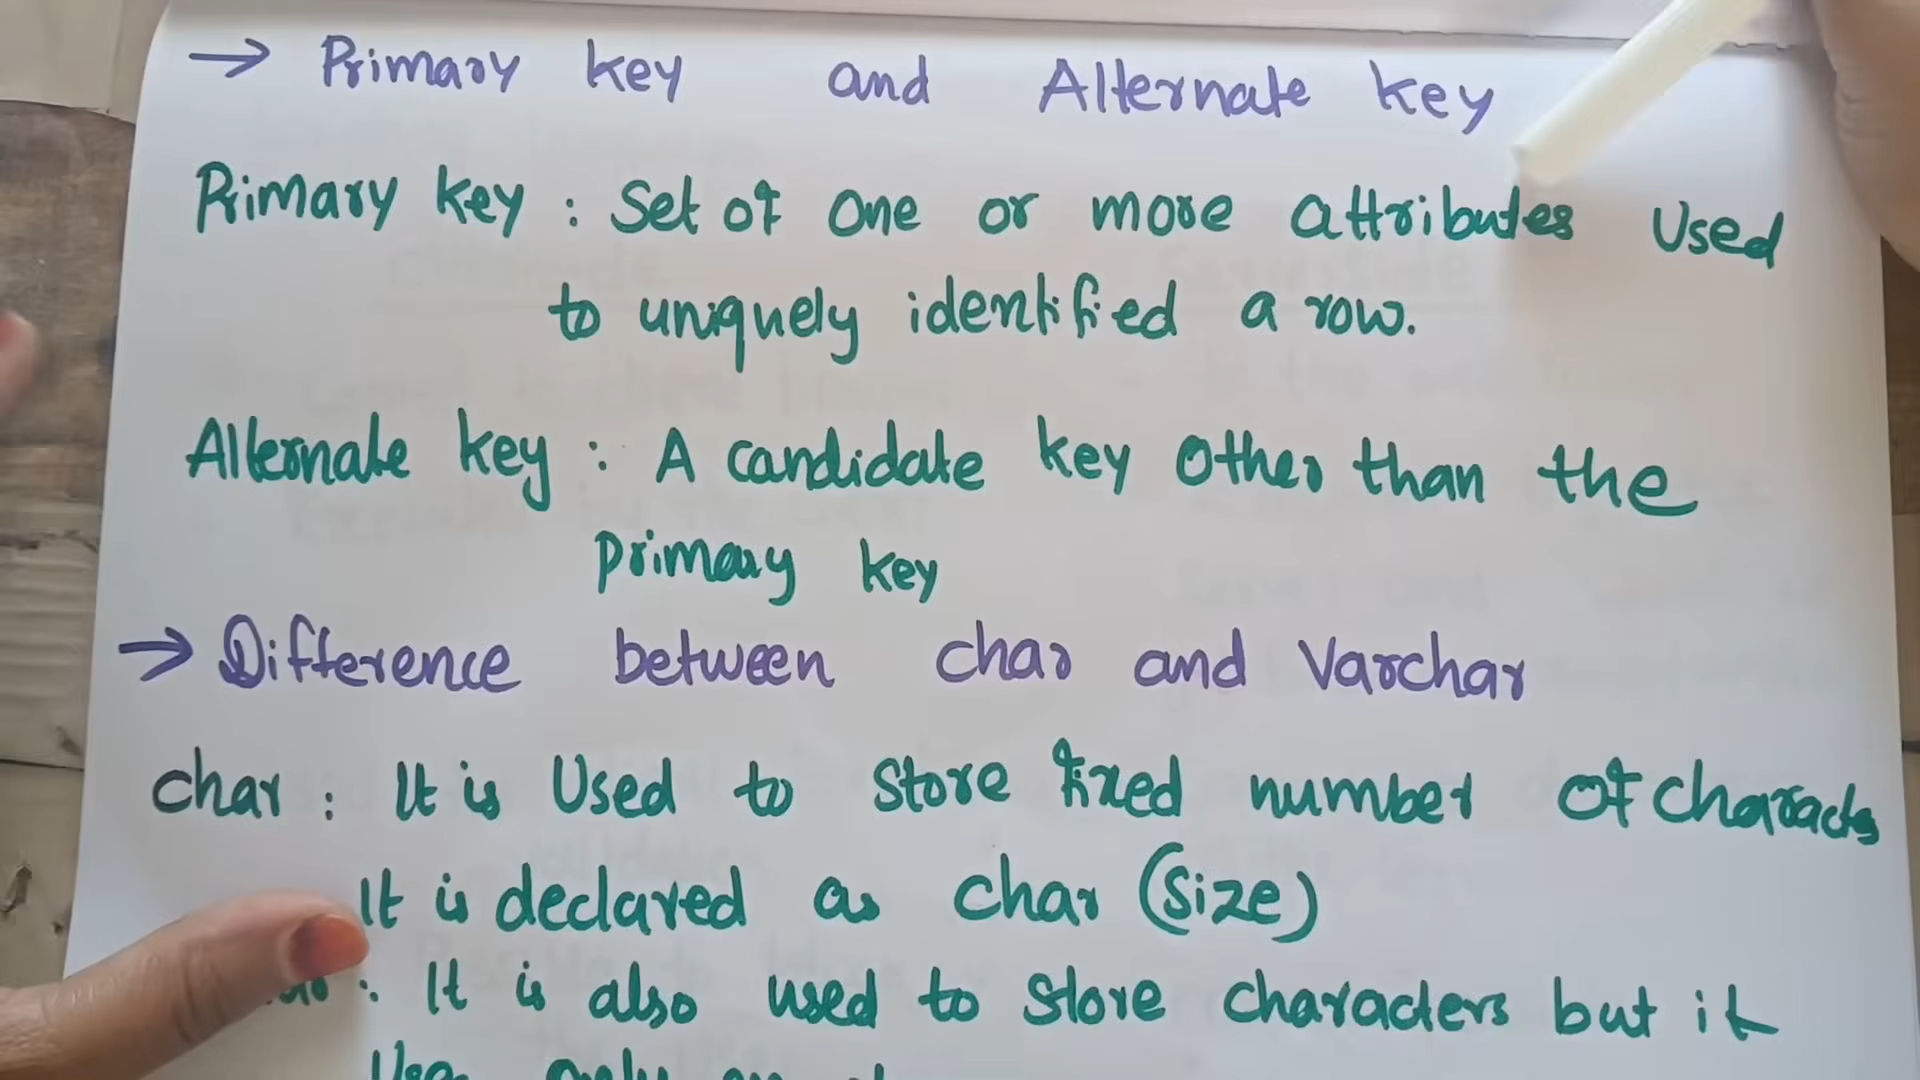 → Primary key and Alternate key
Primary key : Set of one or more attributes used
to uniquely identified a row.
Alternate key : A candidate key other than the
primary key
→ Difference between char and Varchar
char : It is Used to store fixed number of characters
It is declared as char (size)
: It is also used to store characters but it
only